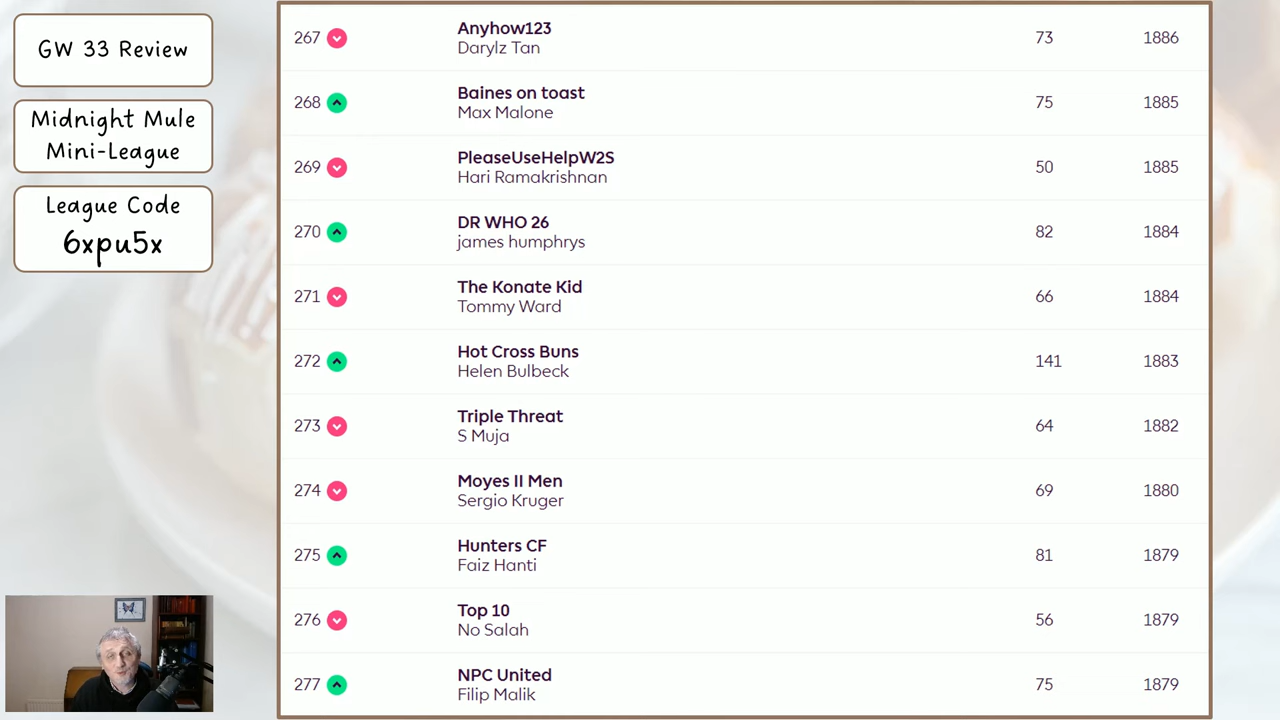 GW 33 Review
Midnight Mule
Mini-League
League Code
6xpu5x
267 Anyhow123 73 1886
Darylz Tan
268 Baines on toast 75 1885
Max Malone
269 PleaseUseHelpW2S 50 1885
Hari Ramakrishnan
270 DR WHO 26 82 1884
james humphrys
271 The Konate Kid 66 1884
Tommy Ward
272 Hot Cross Buns 141 1883
Helen Bulbeck
273 Triple Threat 64 1882
S Muja
274 Moyes II Men 69 1880
Sergio Kruger
275 Hunters CF 81 1879
Faiz Hanti
276 Top 10 56 1879
No Salah
277 NPC United 75 1879
Filip Malik